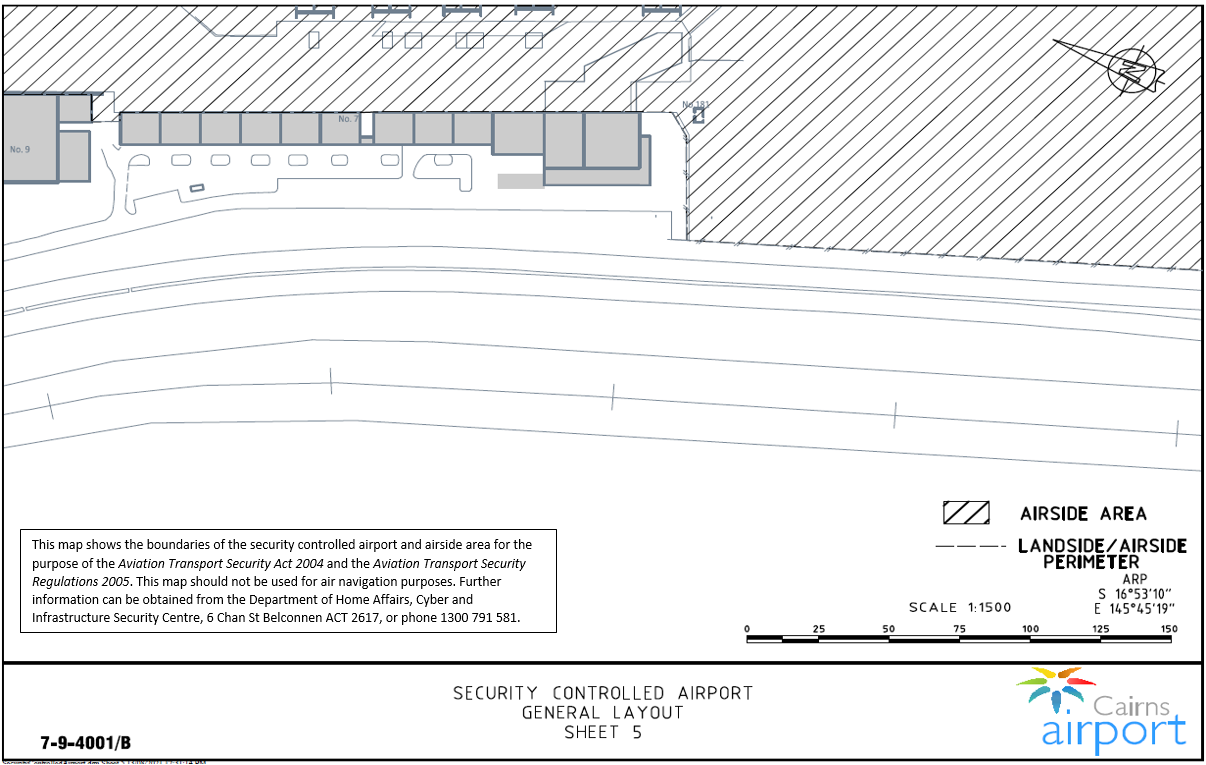 No. 181
No. 7
No. 9
N
AIRSIDE AREA
LANDSIDE/AIRSIDE
PERIMETER
ARP
S 16°53'10"
E 145°45'19"
SCALE 1:1500
0 25 50 75 100 125 150
This map shows the boundaries of the security controlled airport and airside area for the
purpose of the Aviation Transport Security Act 2004 and the Aviation Transport Security
Regulations 2005. This map should not be used for air navigation purposes. Further
information can be obtained from the Department of Home Affairs, Cyber and
Infrastructure Security Centre, 6 Chan St Belconnen ACT 2617, or phone 1300 791 581.
SECURITY CONTROLLED AIRPORT
GENERAL LAYOUT
SHEET 5
7-9-4001/B
Cairns
airport